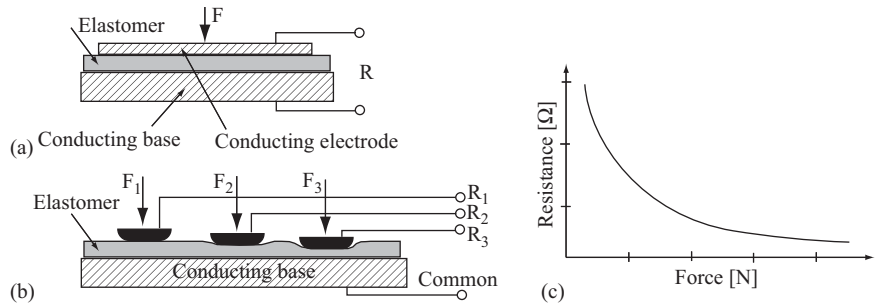 F
Elastomer
R
Conducting base
Conducting electrode
(a)
F1
F2
F3
R1
R2
R3
Elastomer
Conducting base
Common
(b)
Resistance [Ω]
Force [N]
(c)